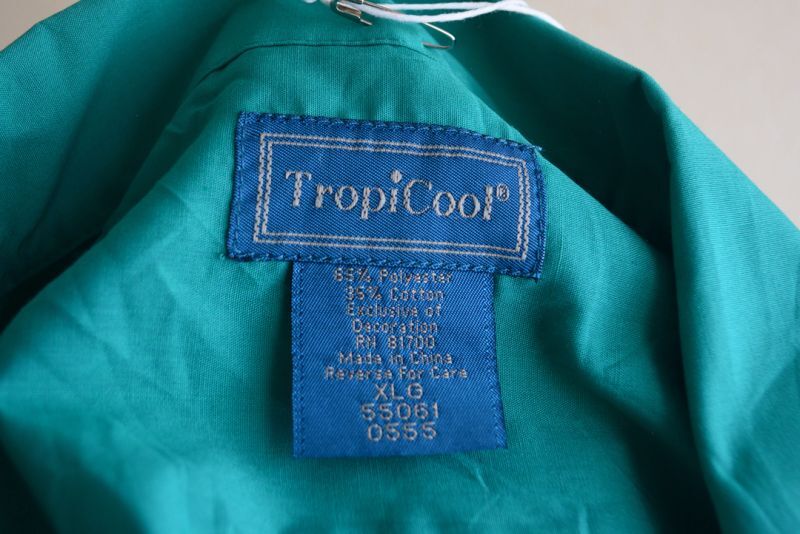 TropiCool®
65% Polyester
35% Cotton
Exclusive of
Decoration
RN 81700
Made in China
Reverse For Care
XLG
55061
0555